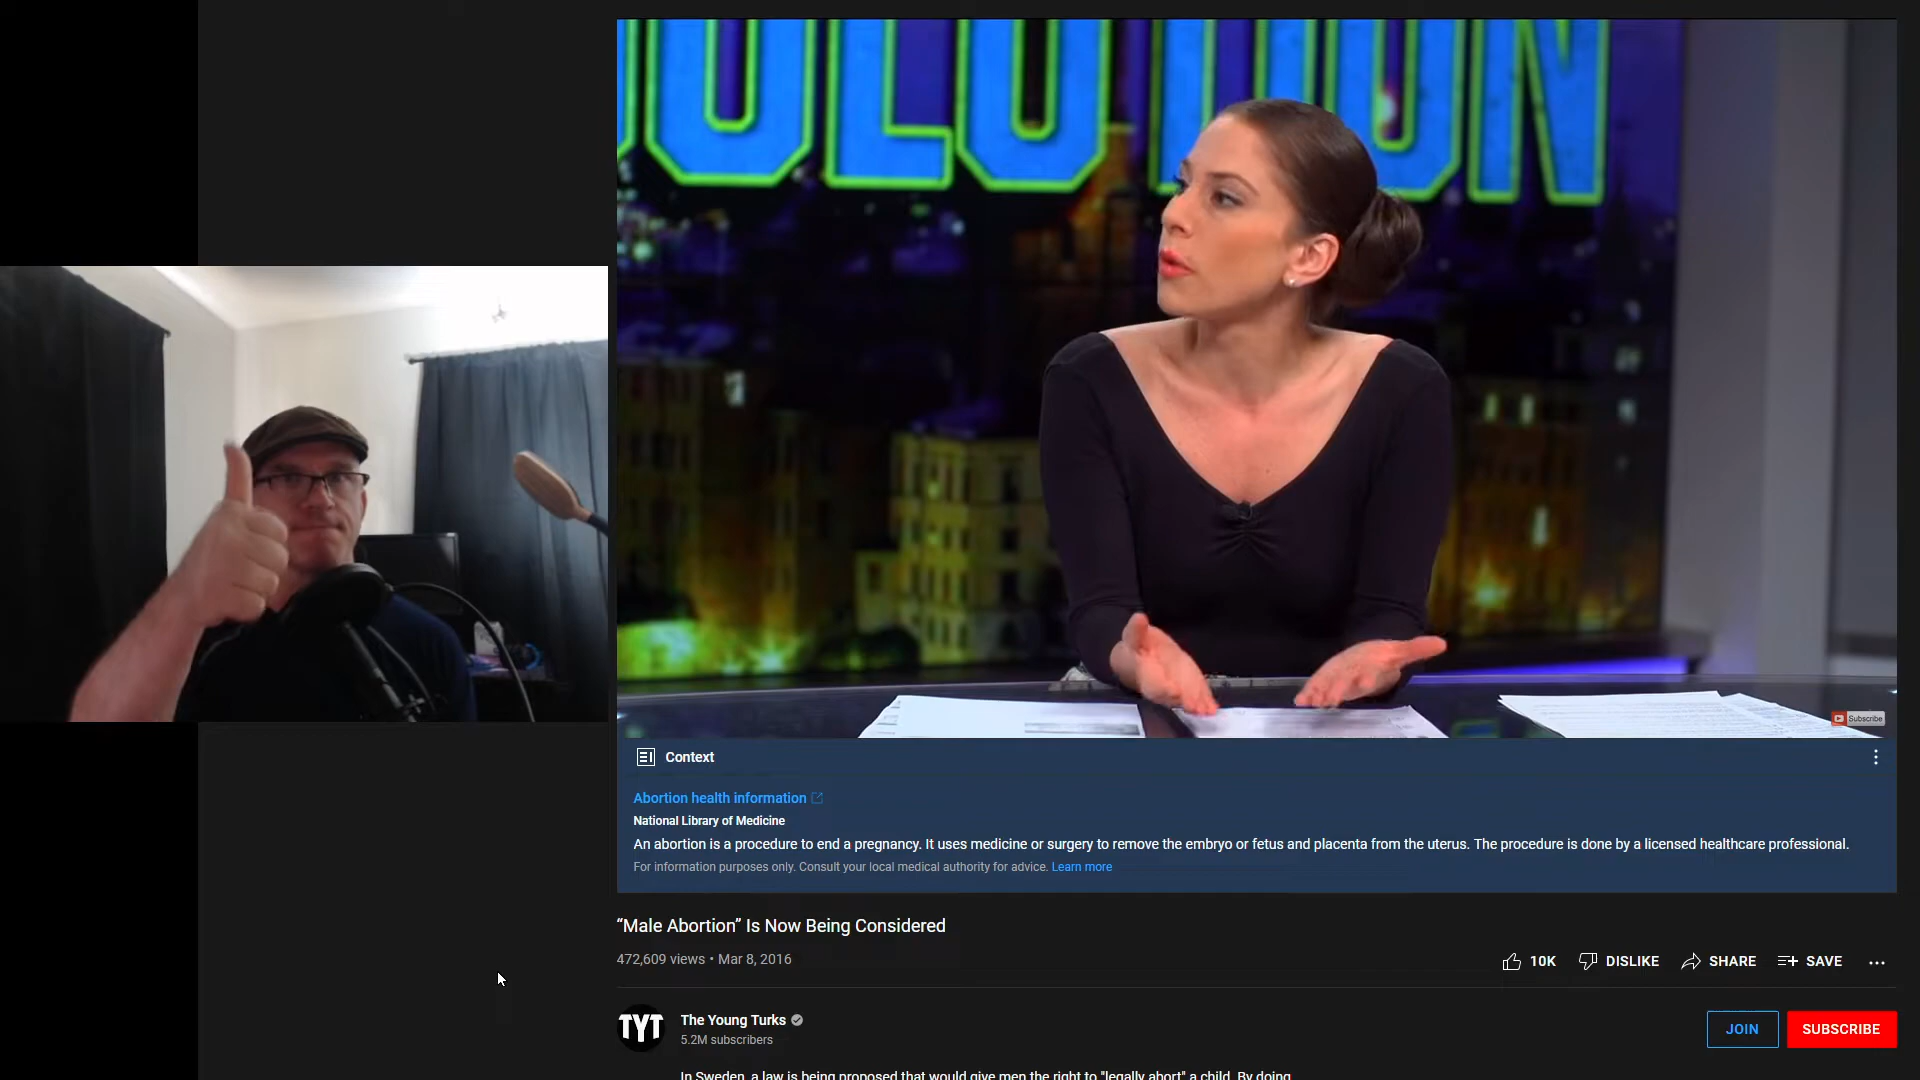 OLUTION
Subscribe
Context
Abortion health information
National Library of Medicine
An abortion is a procedure to end a pregnancy. It uses medicine or surgery to remove the embryo or fetus and placenta from the uterus. The procedure is done by a licensed healthcare professional.
For information purposes only. Consult your local medical authority for advice. Learn more
“Male Abortion” Is Now Being Considered
472,609 views • Mar 8, 2016
10K DISLIKE SHARE SAVE ...
TYT The Young Turks
5.2M subscribers
JOIN SUBSCRIBE
In Sweden, a law is being proposed that would give men the right to "legally abort" a child. By doing